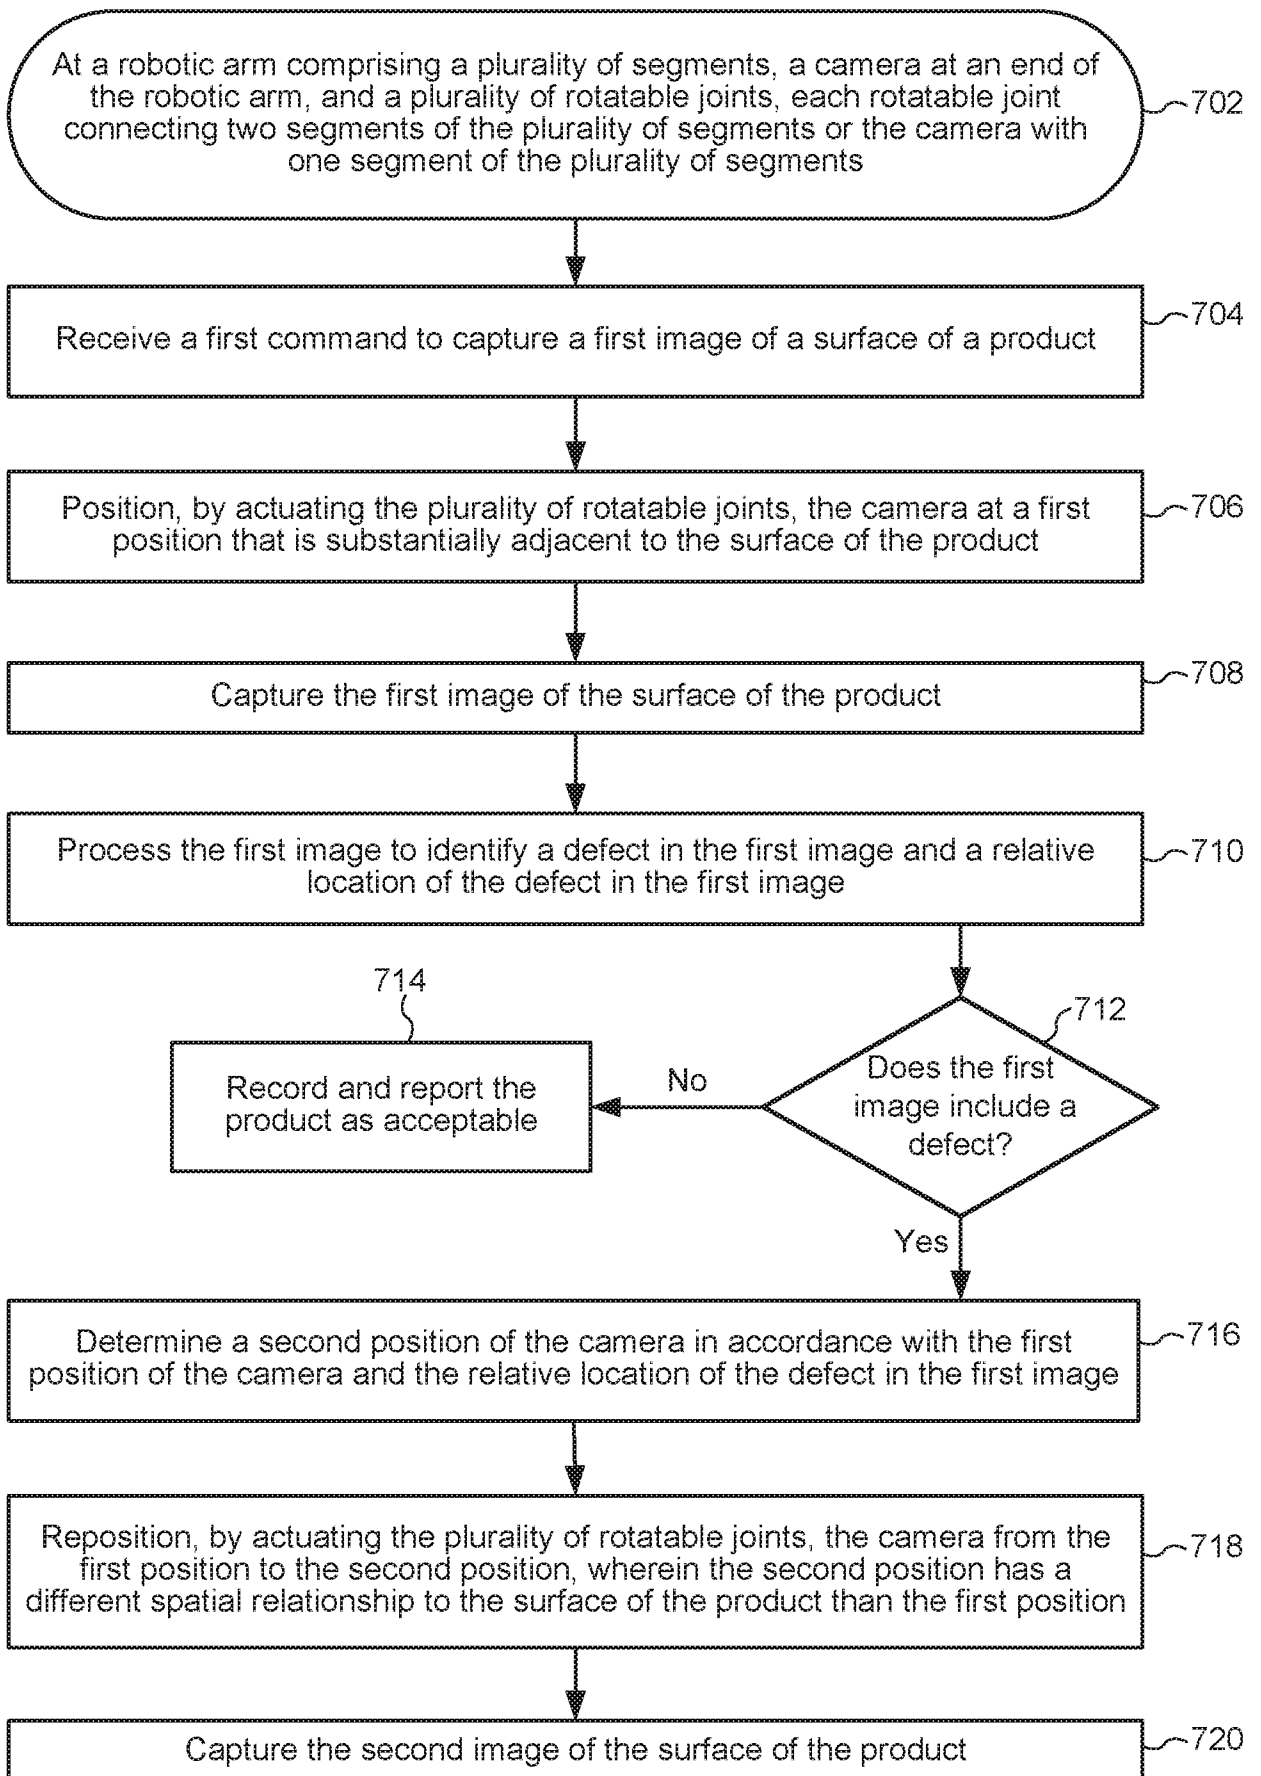 At a robotic arm comprising a plurality of segments, a camera at an end of
the robotic arm, and a plurality of rotatable joints, each rotatable joint
connecting two segments of the plurality of segments or the camera with
one segment of the plurality of segments
702
Receive a first command to capture a first image of a surface of a product
704
Position, by actuating the plurality of rotatable joints, the camera at a first
position that is substantially adjacent to the surface of the product
706
Capture the first image of the surface of the product
708
Process the first image to identify a defect in the first image and a relative
location of the defect in the first image
710
712
Does the first
image include a
defect?
No
714
Record and report the
product as acceptable
Yes
Determine a second position of the camera in accordance with the first
position of the camera and the relative location of the defect in the first image
716
Reposition, by actuating the plurality of rotatable joints, the camera from the
first position to the second position, wherein the second position has a
different spatial relationship to the surface of the product than the first position
718
Capture the second image of the surface of the product
720